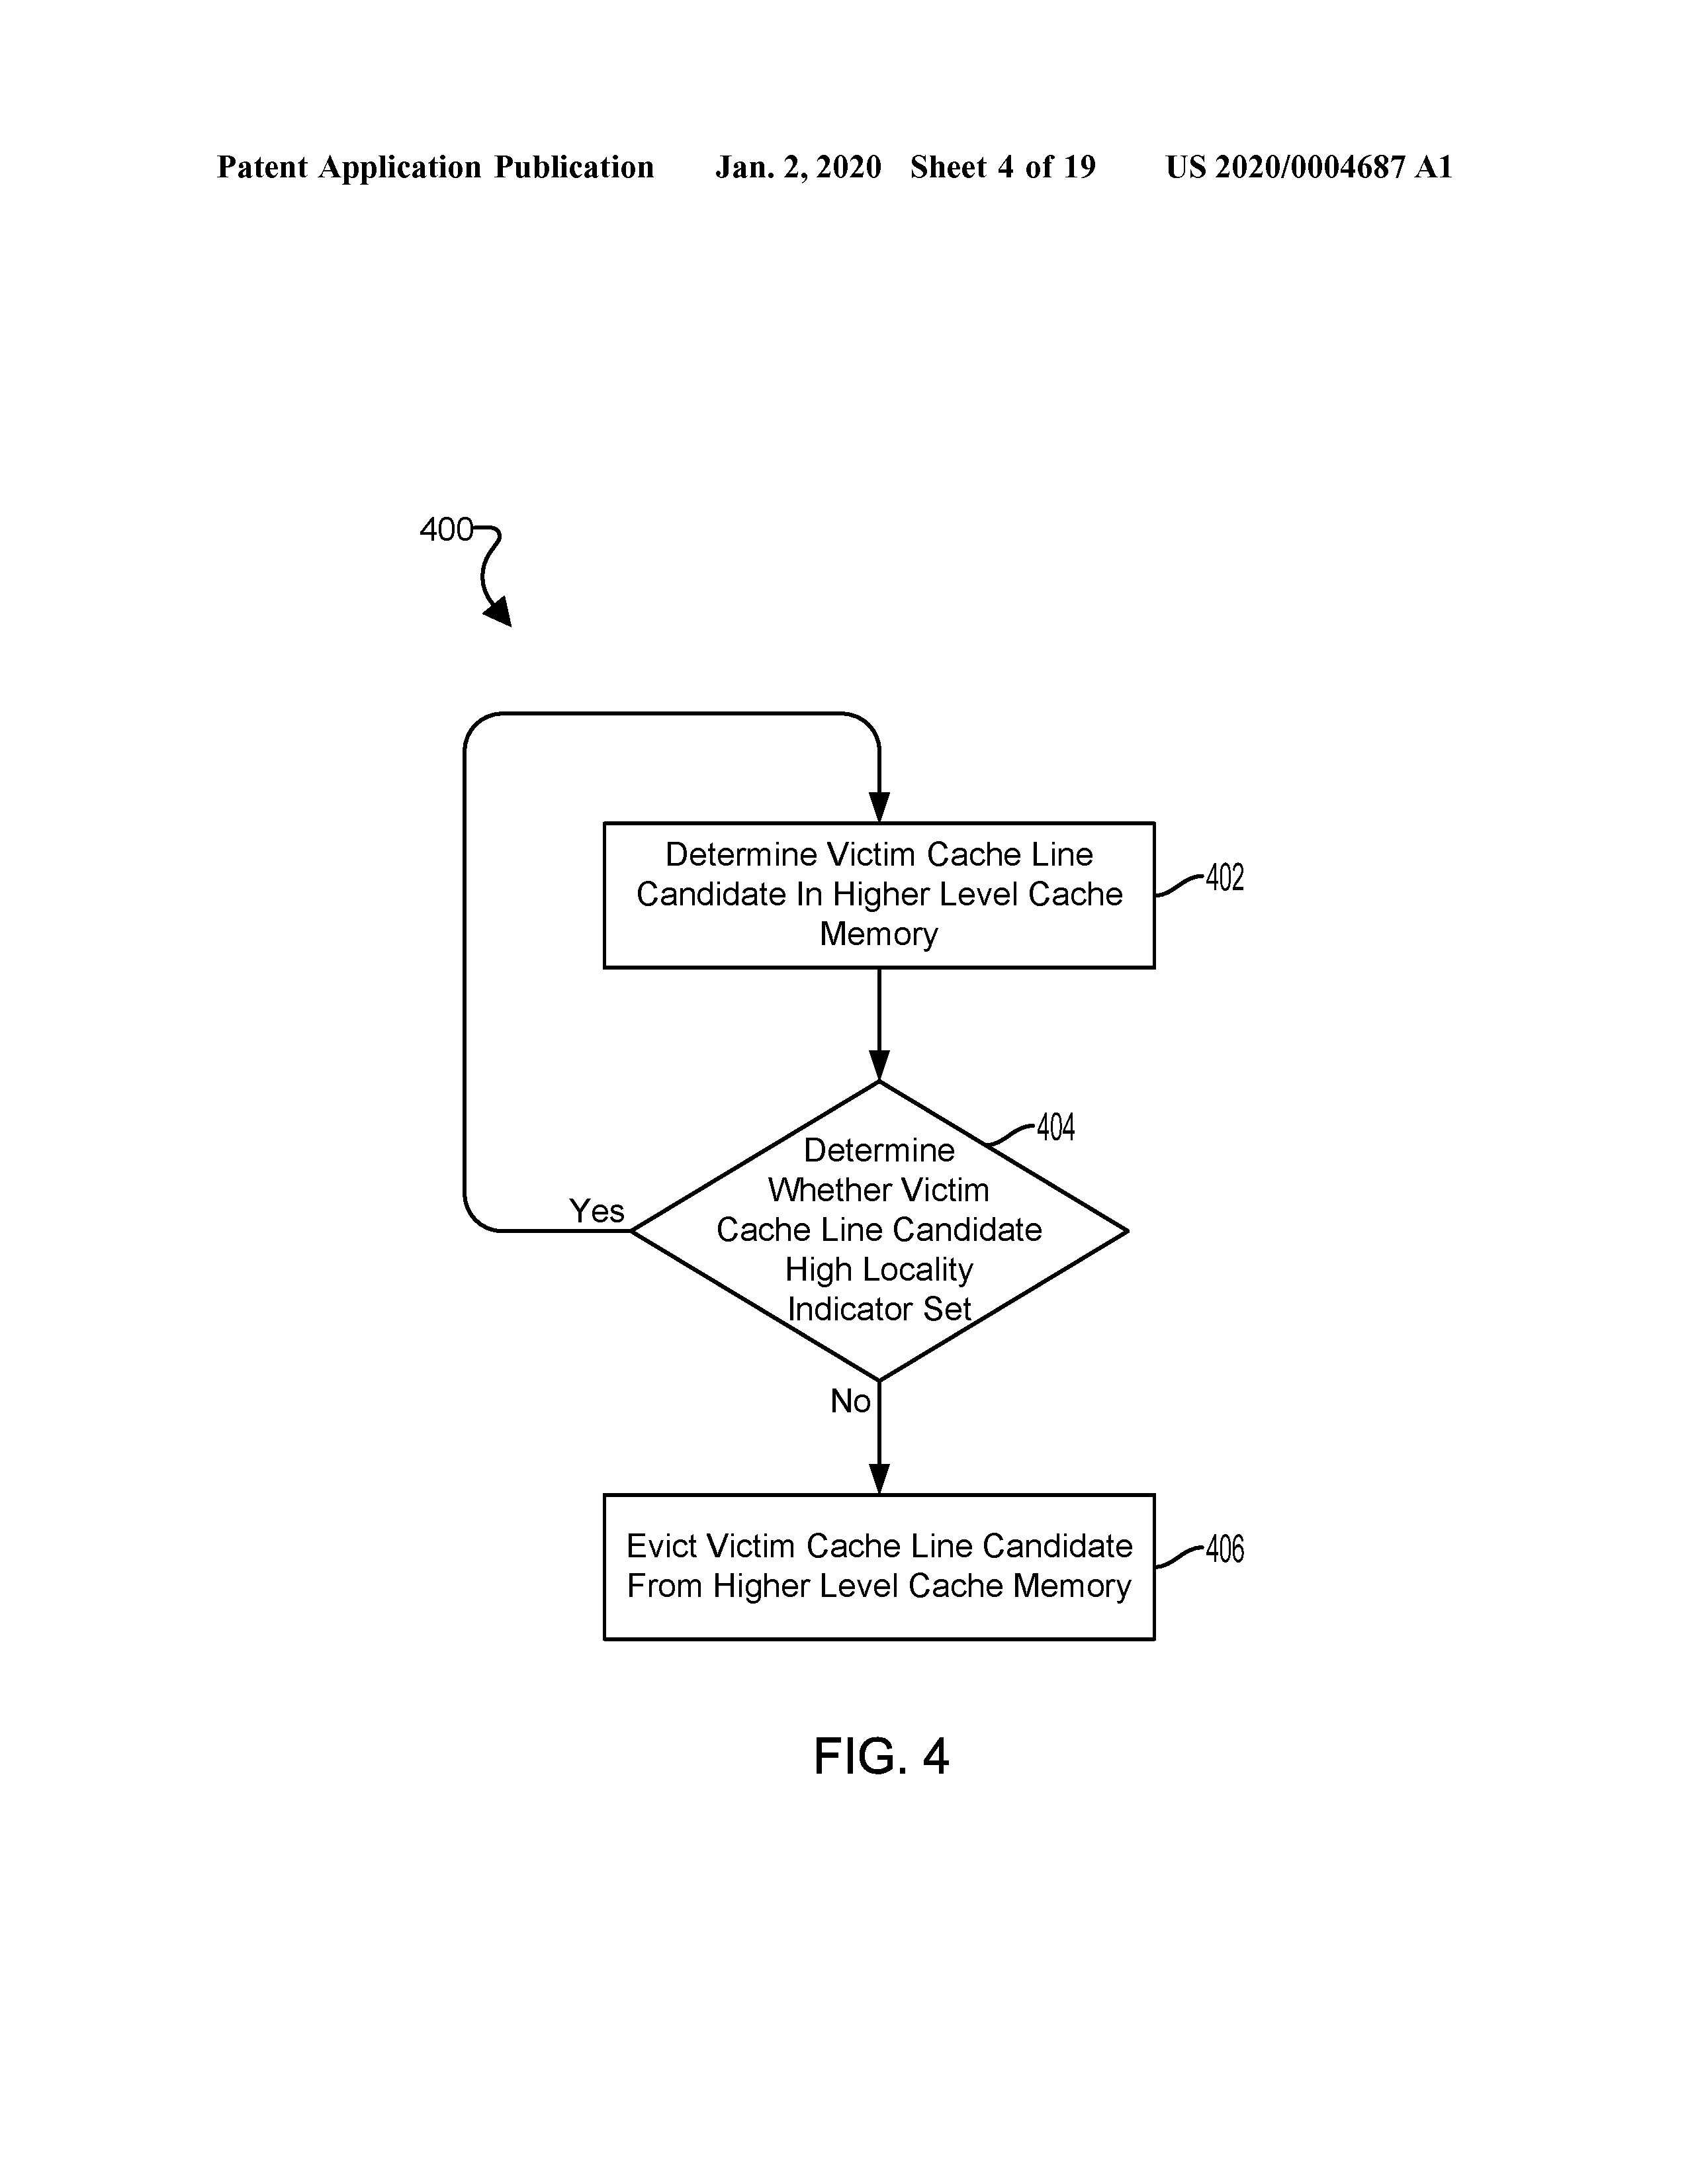 Patent Application Publication Jan. 2, 2020 Sheet 4 of 19 US 2020/0004687 A1
400
Determine Victim Cache Line
Candidate In Higher Level Cache
Memory
402
404
Determine
Whether Victim
Cache Line Candidate
High Locality
Indicator Set
Yes
No
Evict Victim Cache Line Candidate
From Higher Level Cache Memory
406
FIG. 4